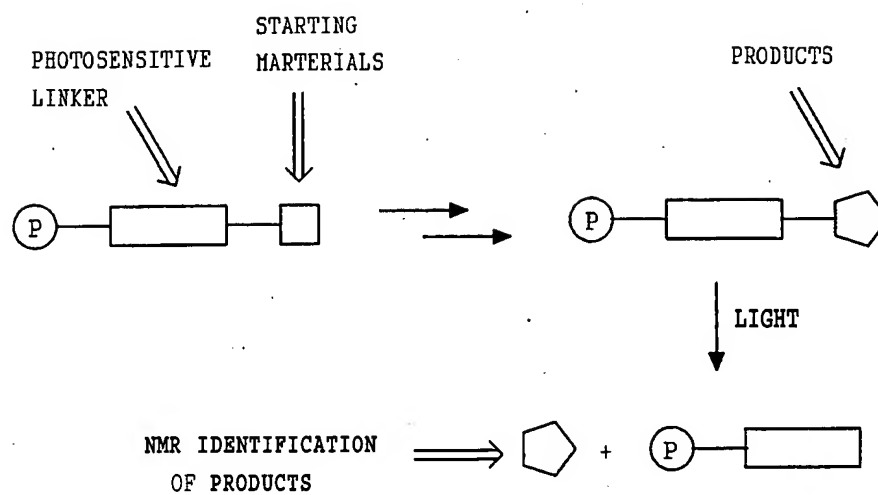 PHOTOSENSITIVE
LINKER
STARTING
MARTERIALS
PRODUCTS
P
P
LIGHT
NMR IDENTIFICATION
OF PRODUCTS
+
P